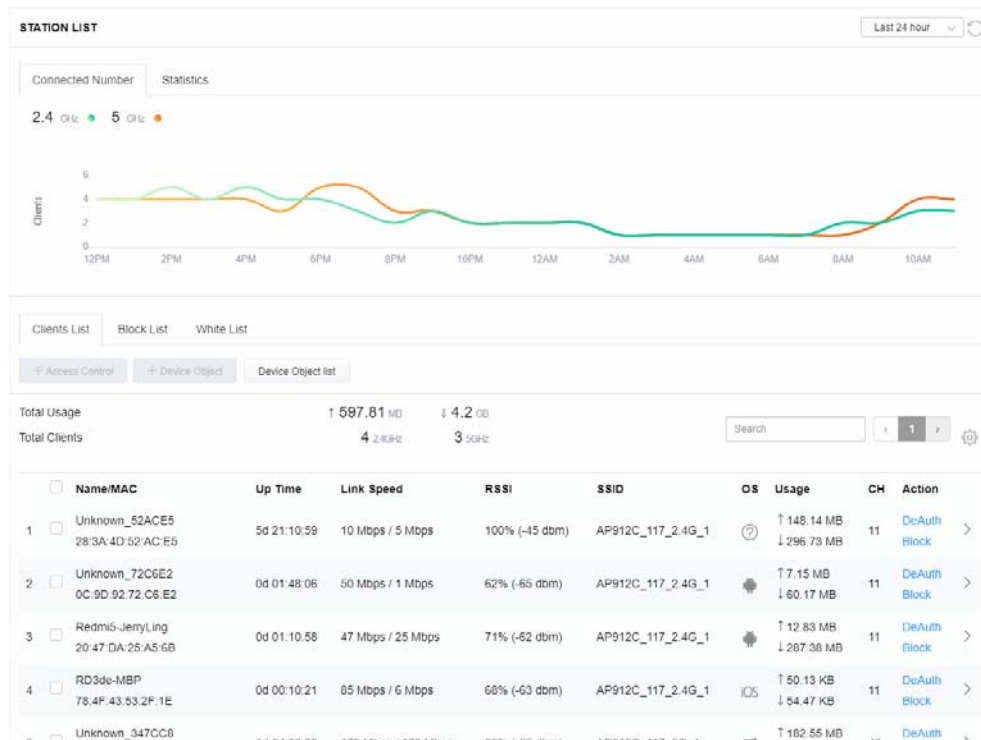 STATION LIST
Last 24 hour
Connected Number Statistics
2.4 GHz 5 GHz
Clients
6
4
2
0
12PM 2PM 4PM 6PM 8PM 10PM 12AM 2AM 4AM 6AM 8AM 10AM
Clients List Block List White List
+ Access Control + Device Object Device Object list
Total Usage ↑ 597.81 MB ↓ 4.2 GB
Total Clients 4 2.4GHz 3 5GHz
Search < 1 >
Name/MAC Up Time Link Speed RSSI SSID OS Usage CH Action
1 Unknown_52ACE5 5d 21:10:59 10 Mbps / 5 Mbps 100% (-45 dbm) AP912C_117_2.4G_1 ↑ 148.14 MB 11 DeAuth
28:3A:4D:52:AC:E5 ↓ 296.73 MB Block
2 Unknown_72C6E2 0d 01:48:06 50 Mbps / 1 Mbps 62% (-65 dbm) AP912C_117_2.4G_1 ↑ 7.15 MB 11 DeAuth
0C:9D:92:72:C6:E2 ↓ 60.17 MB Block
3 Redmi5-JerryLing 0d 01:10:58 47 Mbps / 25 Mbps 71% (-62 dbm) AP912C_117_2.4G_1 ↑ 12.83 MB 11 DeAuth
20:47:DA:25:A5:6B ↓ 287.38 MB Block
4 RD3de-MBP 0d 00:10:21 85 Mbps / 6 Mbps 68% (-63 dbm) AP912C_117_2.4G_1 iOS ↑ 50.13 KB 11 DeAuth
78:4F:43:53:2F:1E ↓ 54.47 KB Block
Unknown_347CC8 ↑ 182.55 MB DeAuth